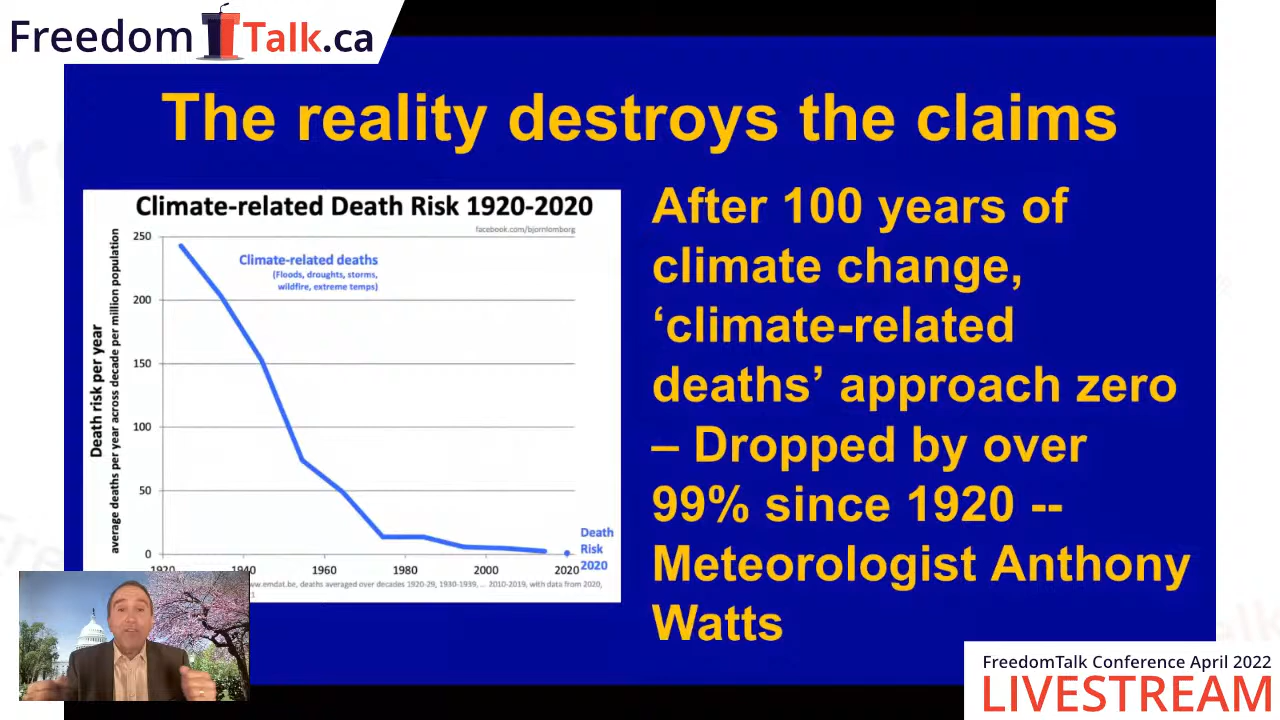 FreedomTalk.ca
The reality destroys the claims
Climate-related Death Risk 1920-2020
facebook.com/bjornlomborg
Climate-related deaths
(Floods, droughts, storms,
wildfire, extreme temps)
Death risk per year
average deaths per year across decade per million population
250
200
150
100
50
0
1920
1940
1960
1980
2000
2020
Death
Risk
2020
ww.emdat.be, deaths averaged over decades 1920-29, 1930-1939, ... 2010-2019, with data from 2020,
1
After 100 years of
climate change,
‘climate-related
deaths’ approach zero
– Dropped by over
99% since 1920 --
Meteorologist Anthony
Watts
FreedomTalk Conference April 2022
LIVESTREAM